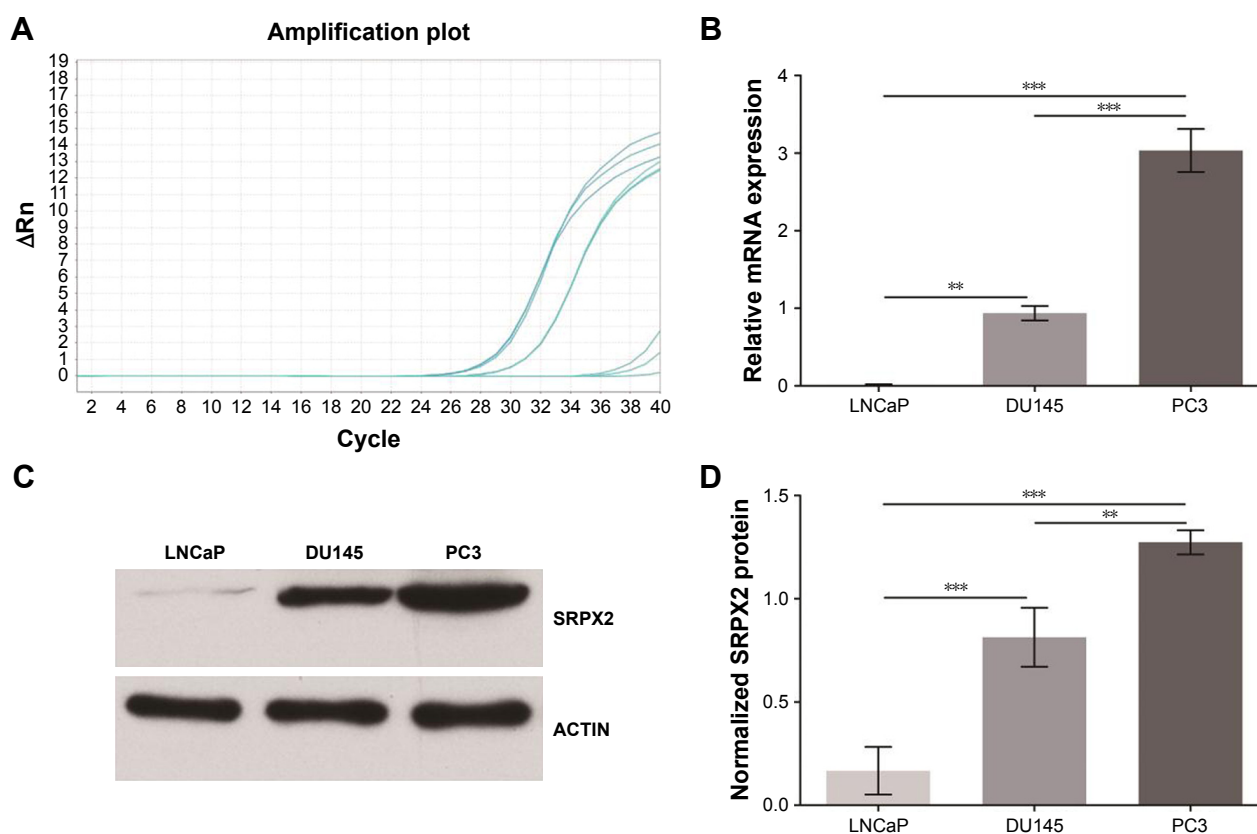 A
Amplification plot
19
18
17
16
15
14
13
12
11
10
9
8
7
6
5
4
3
2
1
0
ΔRn
2 4 6 8 10 12 14 16 18 20 22 24 26 28 30 32 34 36 38 40
Cycle
B
Relative mRNA expression
4
3
2
1
0
***
***
**
LNCaP DU145 PC3
C
LNCaP DU145 PC3
SRPX2
ACTIN
D
Normalized SRPX2 protein
1.5
1.0
0.5
0.0
***
**
***
LNCaP DU145 PC3